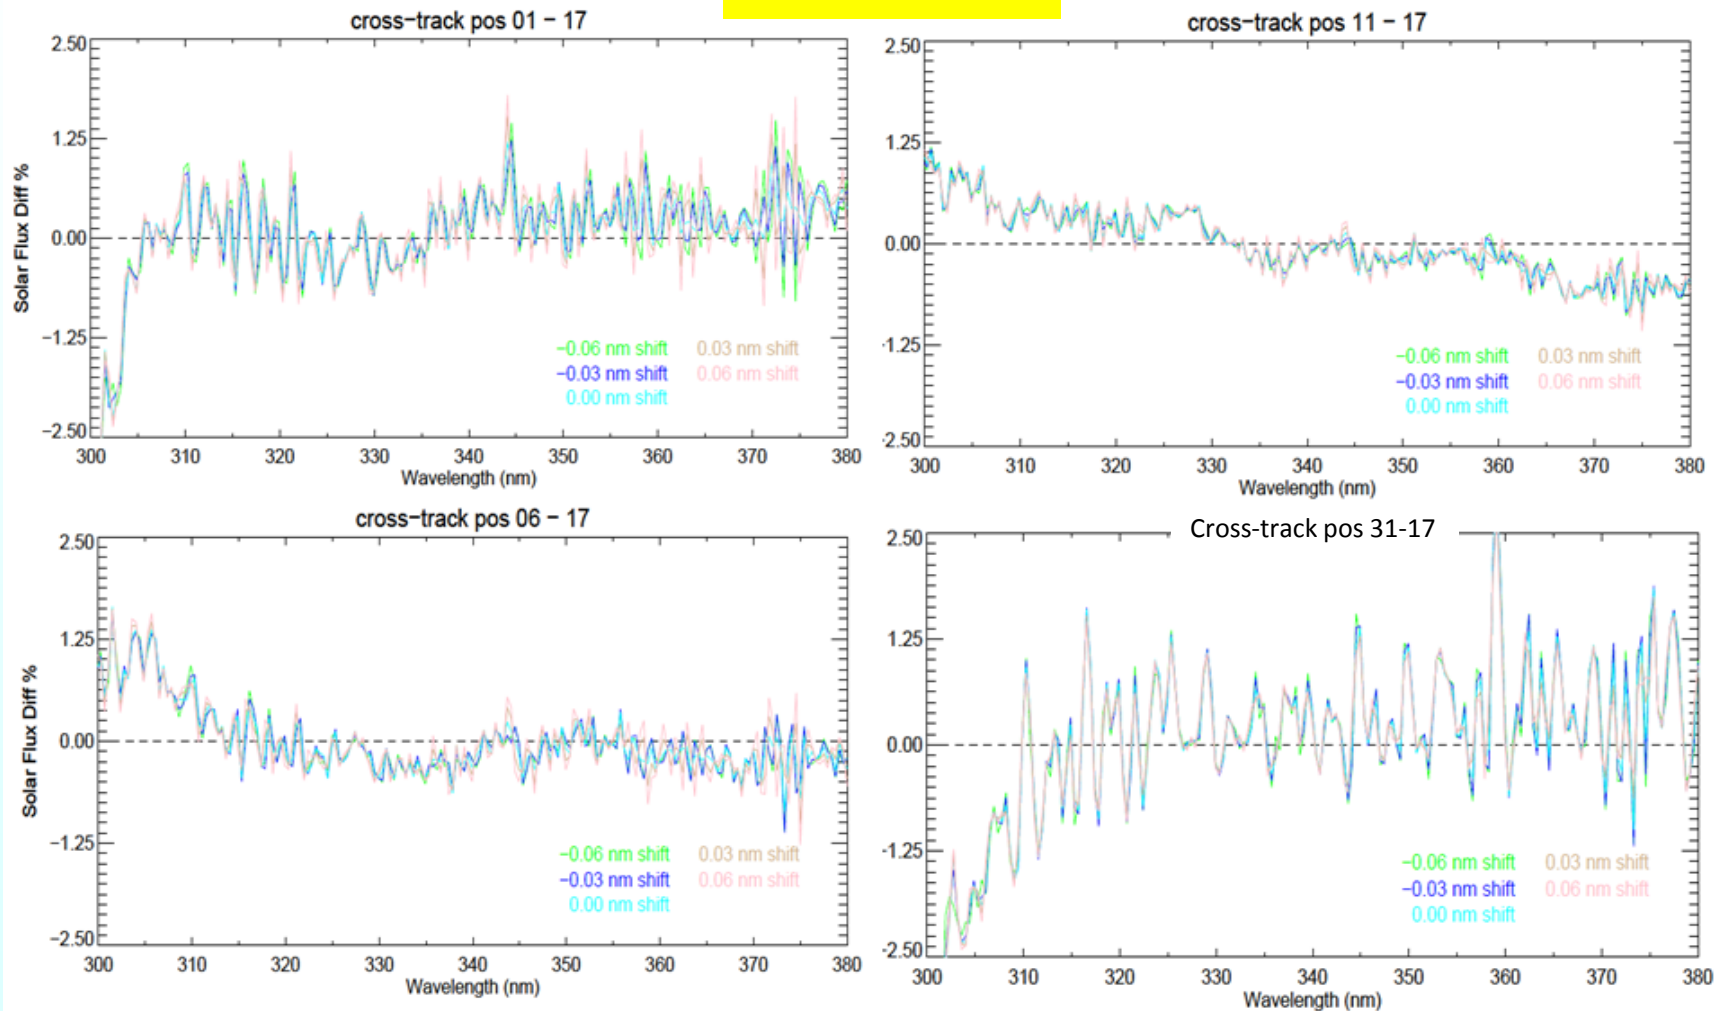 cross-track pos 01 - 17
2.50
1.25
0.00
-1.25
-2.50
Solar Flux Diff %
-0.06 nm shift 0.03 nm shift
-0.03 nm shift 0.06 nm shift
0.00 nm shift
300 310 320 330 340 350 360 370 380
Wavelength (nm)
cross-track pos 11 - 17
2.50
1.25
0.00
-1.25
-2.50
-0.06 nm shift 0.03 nm shift
-0.03 nm shift 0.06 nm shift
0.00 nm shift
300 310 320 330 340 350 360 370 380
Wavelength (nm)
cross-track pos 06 - 17
2.50
1.25
0.00
-1.25
-2.50
Solar Flux Diff %
-0.06 nm shift 0.03 nm shift
-0.03 nm shift 0.06 nm shift
0.00 nm shift
300 310 320 330 340 350 360 370 380
Wavelength (nm)
Cross-track pos 31-17
2.50
1.25
0.00
-1.25
-2.50
-0.06 nm shift 0.03 nm shift
-0.03 nm shift 0.06 nm shift
0.00 nm shift
300 310 320 330 340 350 360 370 380
Wavelength (nm)